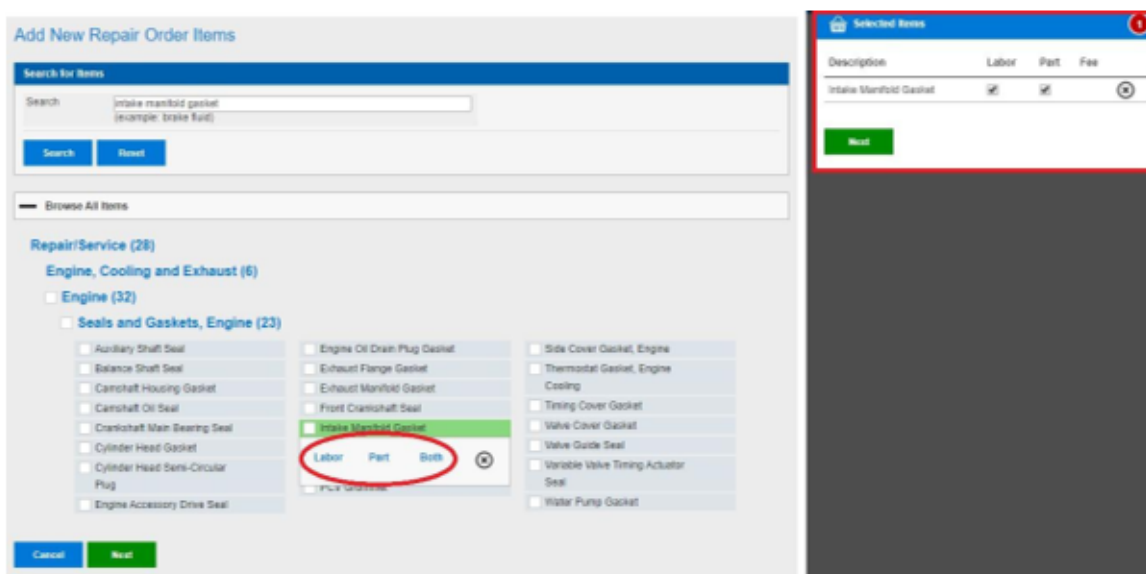 Add New Repair Order Items
Search for Items
Search
intake manifold gasket
(example: brake fluid)
Search Reset
Browse All Items
Repair/Service (28)
Engine, Cooling and Exhaust (6)
Engine (32)
Seals and Gaskets, Engine (23)
Auxiliary Shaft Seal
Balance Shaft Seal
Camshaft Housing Gasket
Camshaft Oil Seal
Crankshaft Main Bearing Seal
Cylinder Head Gasket
Cylinder Head Semi-Circular
Plug
Engine Accessory Drive Seal
Engine Oil Drain Plug Gasket
Exhaust Flange Gasket
Exhaust Manifold Gasket
Front Crankshaft Seal
Intake Manifold Gasket
Labor Part Both
PCV Grommet
Side Cover Gasket, Engine
Thermostat Gasket, Engine
Cooling
Timing Cover Gasket
Valve Cover Gasket
Valve Guide Seal
Variable Valve Timing Actuator
Seal
Water Pump Gasket
Cancel Next
Selected Items 1
Description Labor Part Fee
Intake Manifold Gasket
Next